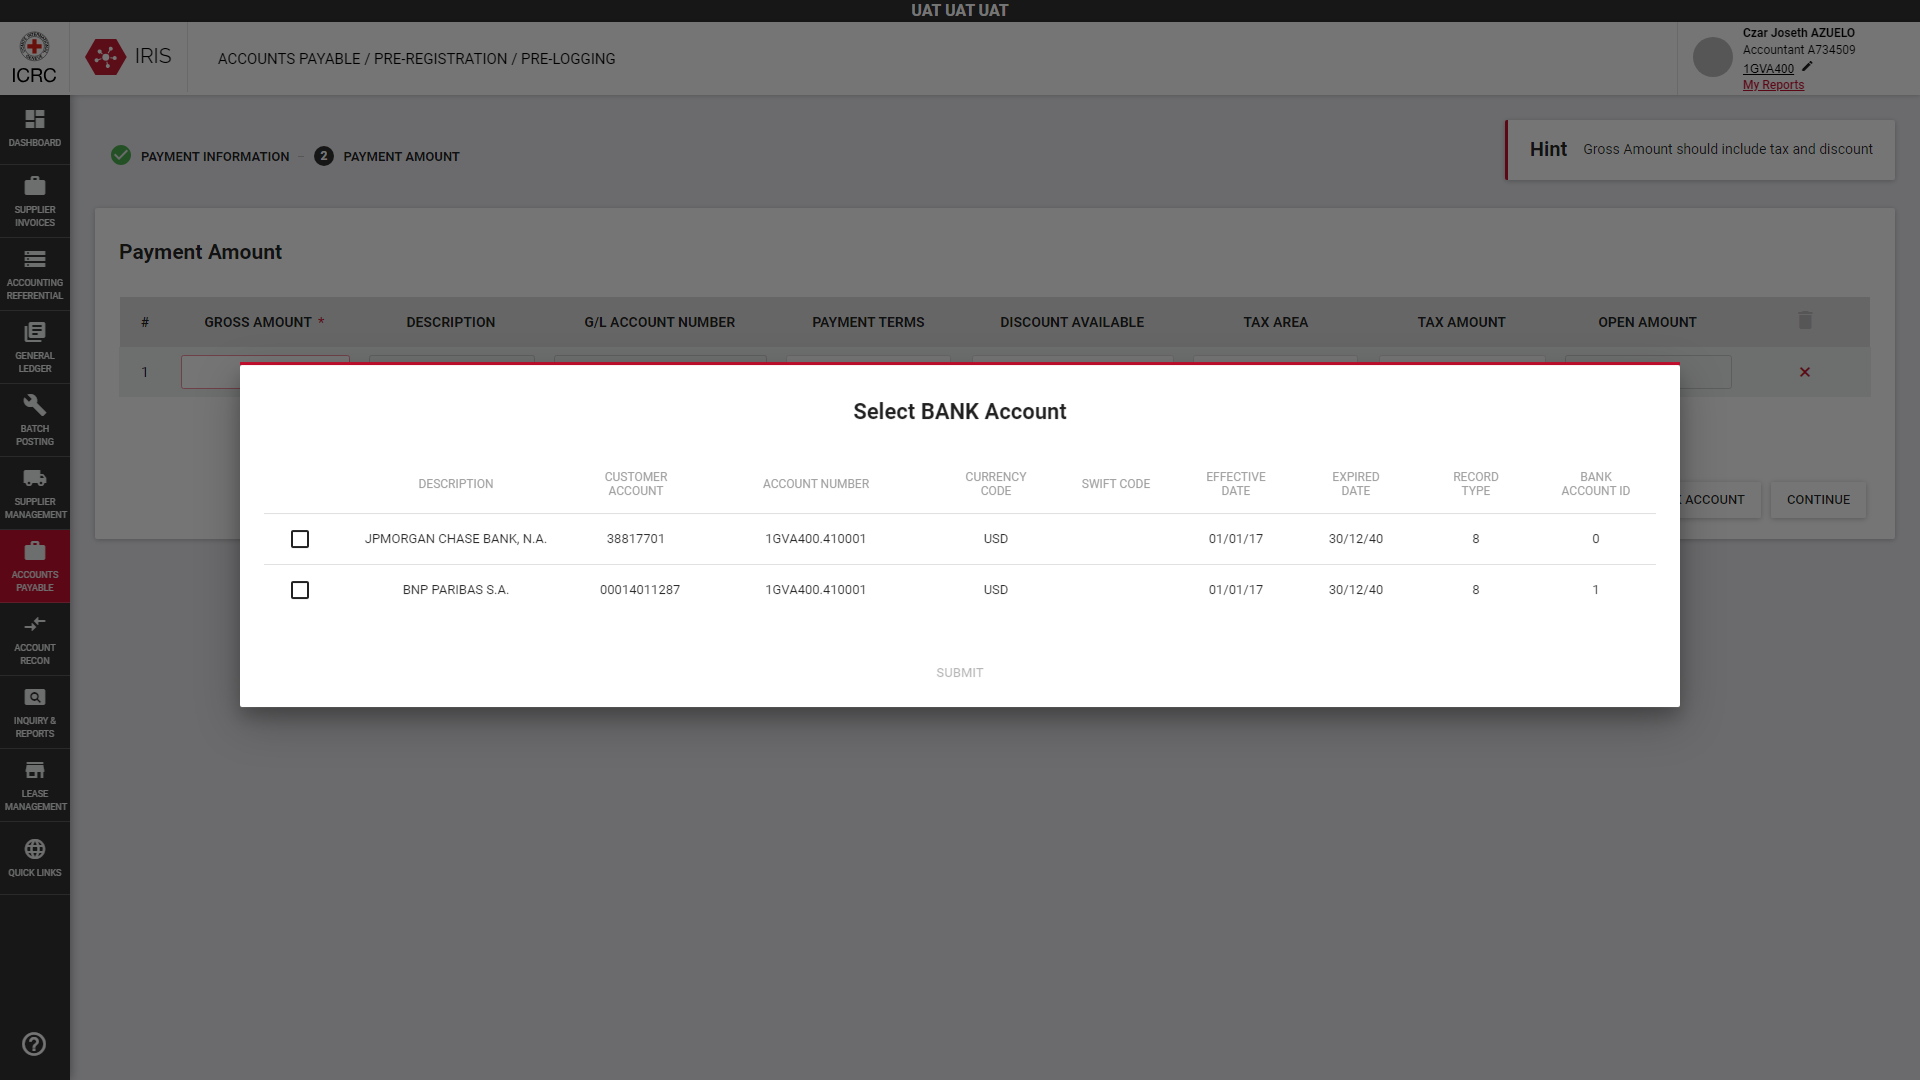 UAT UAT UAT
ICRC
IRIS
ACCOUNTS PAYABLE / PRE-REGISTRATION / PRE-LOGGING
Czar Joseth AZUELO
Accountant A734509
1GVA400
My Reports
DASHBOARD
SUPPLIER
INVOICES
ACCOUNTING
REFERENTIAL
GENERAL
LEDGER
BATCH
POSTING
SUPPLIER
MANAGEMENT
ACCOUNTS
PAYABLE
ACCOUNT
RECON
INQUIRY &
REPORTS
LEASE
MANAGEMENT
QUICK LINKS
PAYMENT INFORMATION
2 PAYMENT AMOUNT
Hint Gross Amount should include tax and discount
Payment Amount
# GROSS AMOUNT * DESCRIPTION G/L ACCOUNT NUMBER PAYMENT TERMS DISCOUNT AVAILABLE TAX AREA TAX AMOUNT OPEN AMOUNT
1
Select BANK Account
DESCRIPTION CUSTOMER ACCOUNT ACCOUNT NUMBER CURRENCY CODE SWIFT CODE EFFECTIVE DATE EXPIRED DATE RECORD TYPE BANK ACCOUNT ID
JPMORGAN CHASE BANK, N.A. 38817701 1GVA400.410001 USD 01/01/17 30/12/40 8 0
BNP PARIBAS S.A. 00014011287 1GVA400.410001 USD 01/01/17 30/12/40 8 1
SUBMIT
ACCOUNT
CONTINUE